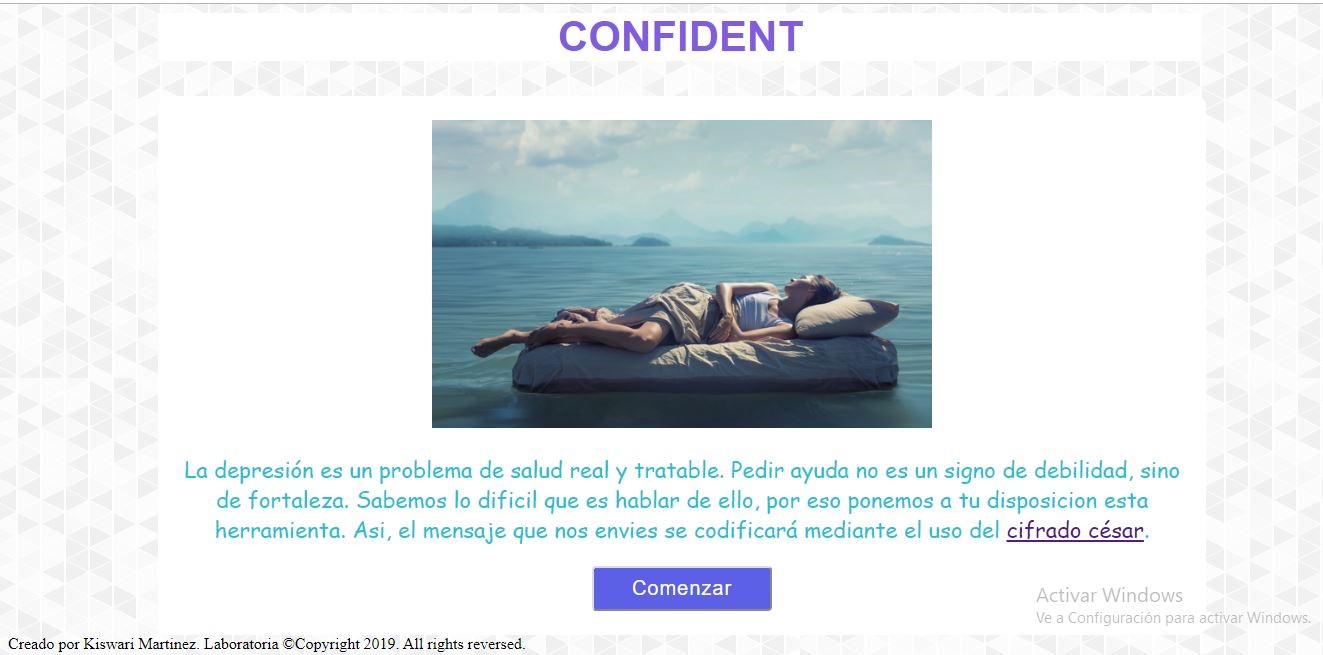 CONFIDENT
La depresión es un problema de salud real y tratable. Pedir ayuda no es un signo de debilidad, sino
de fortaleza. Sabemos lo dificil que es hablar de ello, por eso ponemos a tu disposicion esta
herramienta. Asi, el mensaje que nos envies se codificará mediante el uso del cifrado césar.
Comenzar
Activar Windows
Ve a Configuración para activar Windows.
Creado por Kiswari Martinez. Laboratoria ©Copyright 2019. All rights reversed.